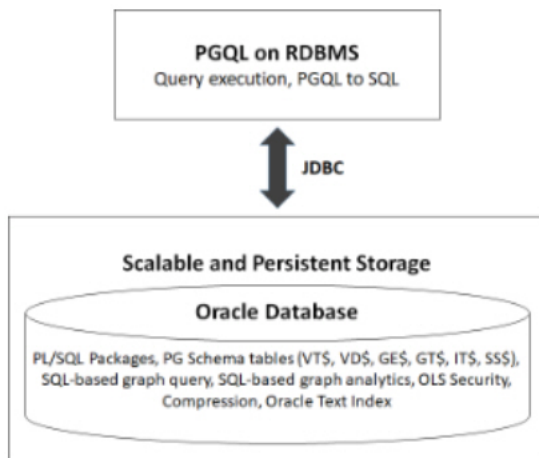 PGQL on RDBMS
Query execution, PGQL to SQL
JDBC
Scalable and Persistent Storage
Oracle Database
PL/SQL Packages, PG Schema tables (VT$, VD$, GE$, GT$, IT$, SS$),
SQL-based graph query, SQL-based graph analytics, OLS Security,
Compression, Oracle Text Index